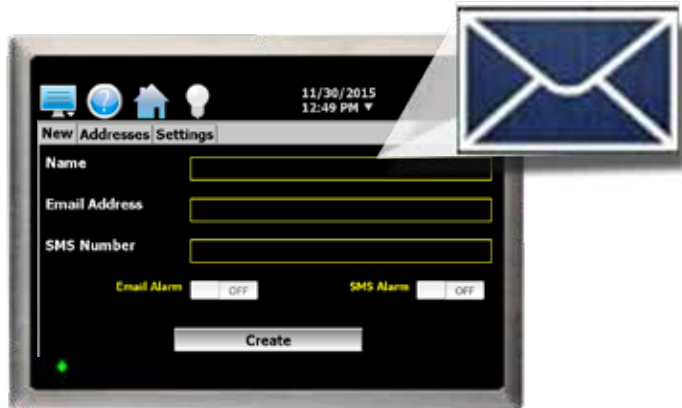 11/30/2015
12:49 PM ▼
New Addresses Settings
Name
Email Address
SMS Number
Email Alarm OFF SMS Alarm OFF
Create